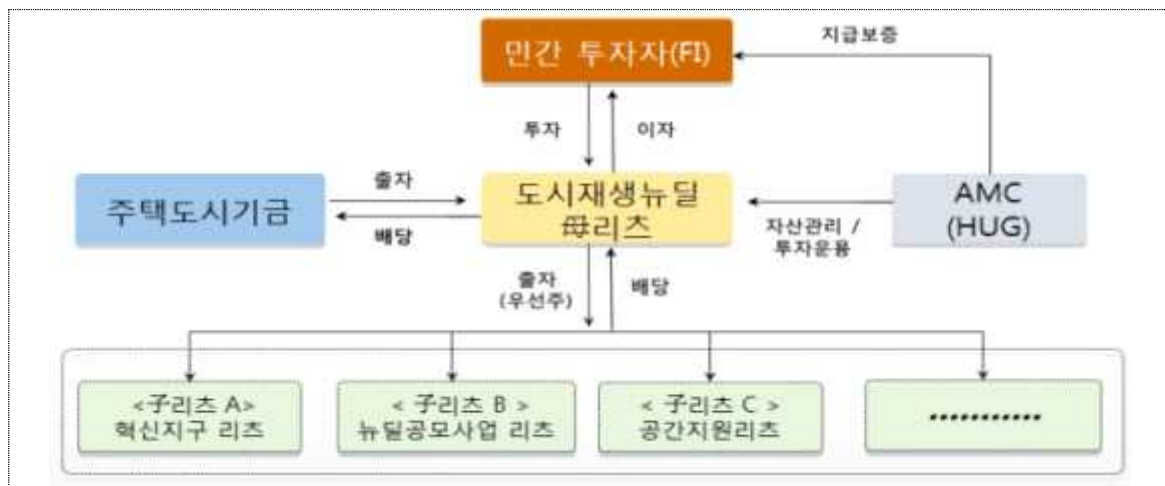 민간 투자자(FI)
지급보증
투자
이자
주택도시기금
출자
배당
도시재생뉴딜
母리츠
자산관리 /
투자운용
AMC
(HUG)
출자
(우선주)
배당
<子리츠 A>
혁신지구 리츠
< 子리츠 B >
뉴딜공모사업 리츠
< 子리츠 C >
공간지원리츠
•••••••••••